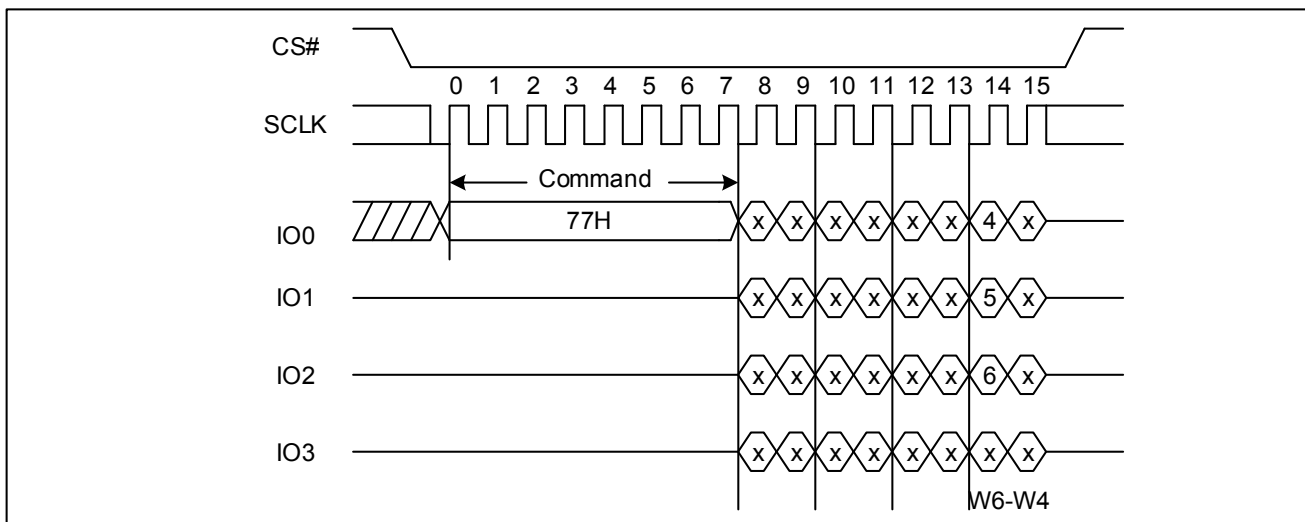 CS#
0 1 2 3 4 5 6 7 8 9 10 11 12 13 14 15
SCLK
Command
IO0 77H x x x x x x 4 x
IO1 x x x x x x 5 x
IO2 x x x x x x 6 x
IO3 x x x x x x x x
W6-W4